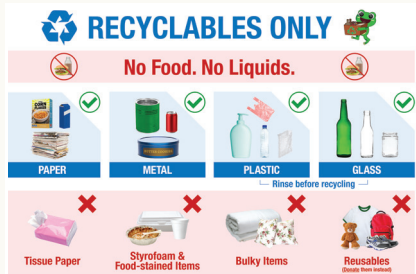 RECYCLABLES ONLY
No Food. No Liquids.
PAPER
METAL
PLASTIC
GLASS
Rinse before recycling
Tissue Paper
Styrofoam &
Food-stained Items
Bulky Items
Reusables
(Donate them instead)